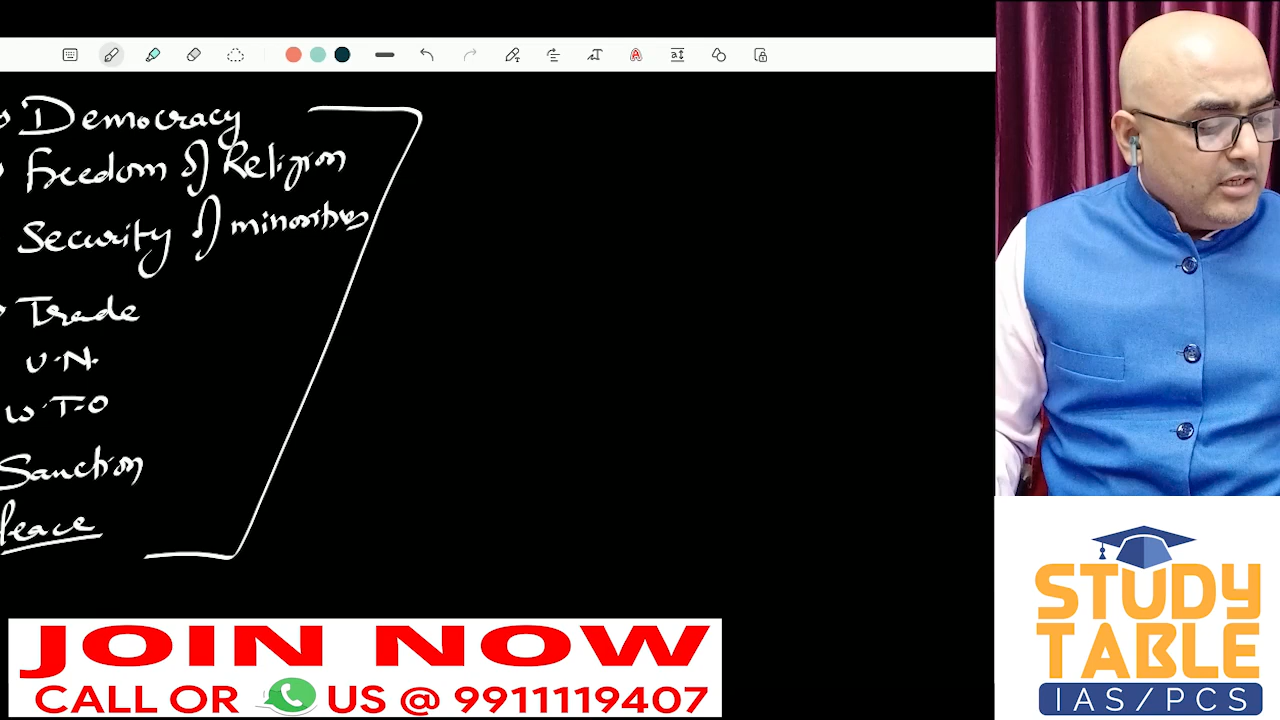 Democracy
Freedom of Religion
Security of minorities
Trade
U.N.
W.T.O
Sanction
Peace
JOIN NOW
CALL OR US @ 9911119407
STUDY
TABLE
IAS/PCS